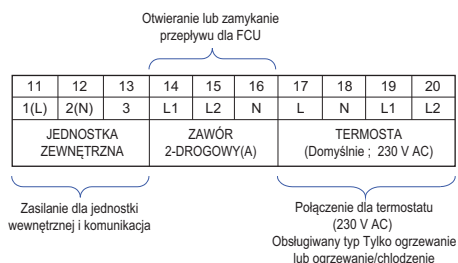 Otwieranie lub zamykanie
przepływu dla FCU
11 12 13 14 15 16 17 18 19 20
1(L) 2(N) 3 L1 L2 N L N L1 L2
JEDNOSTKA ZEWNĘTRZNA
ZAWÓR 2-DROGOWY(A)
TERMOSTA (Domyślnie ; 230 V AC)
Zasilanie dla jednostki
wewnętrznej i komunikacja
Połączenie dla termostatu
(230 V AC)
Obsługiwany typ Tylko ogrzewanie
lub ogrzewanie/chlodzenie